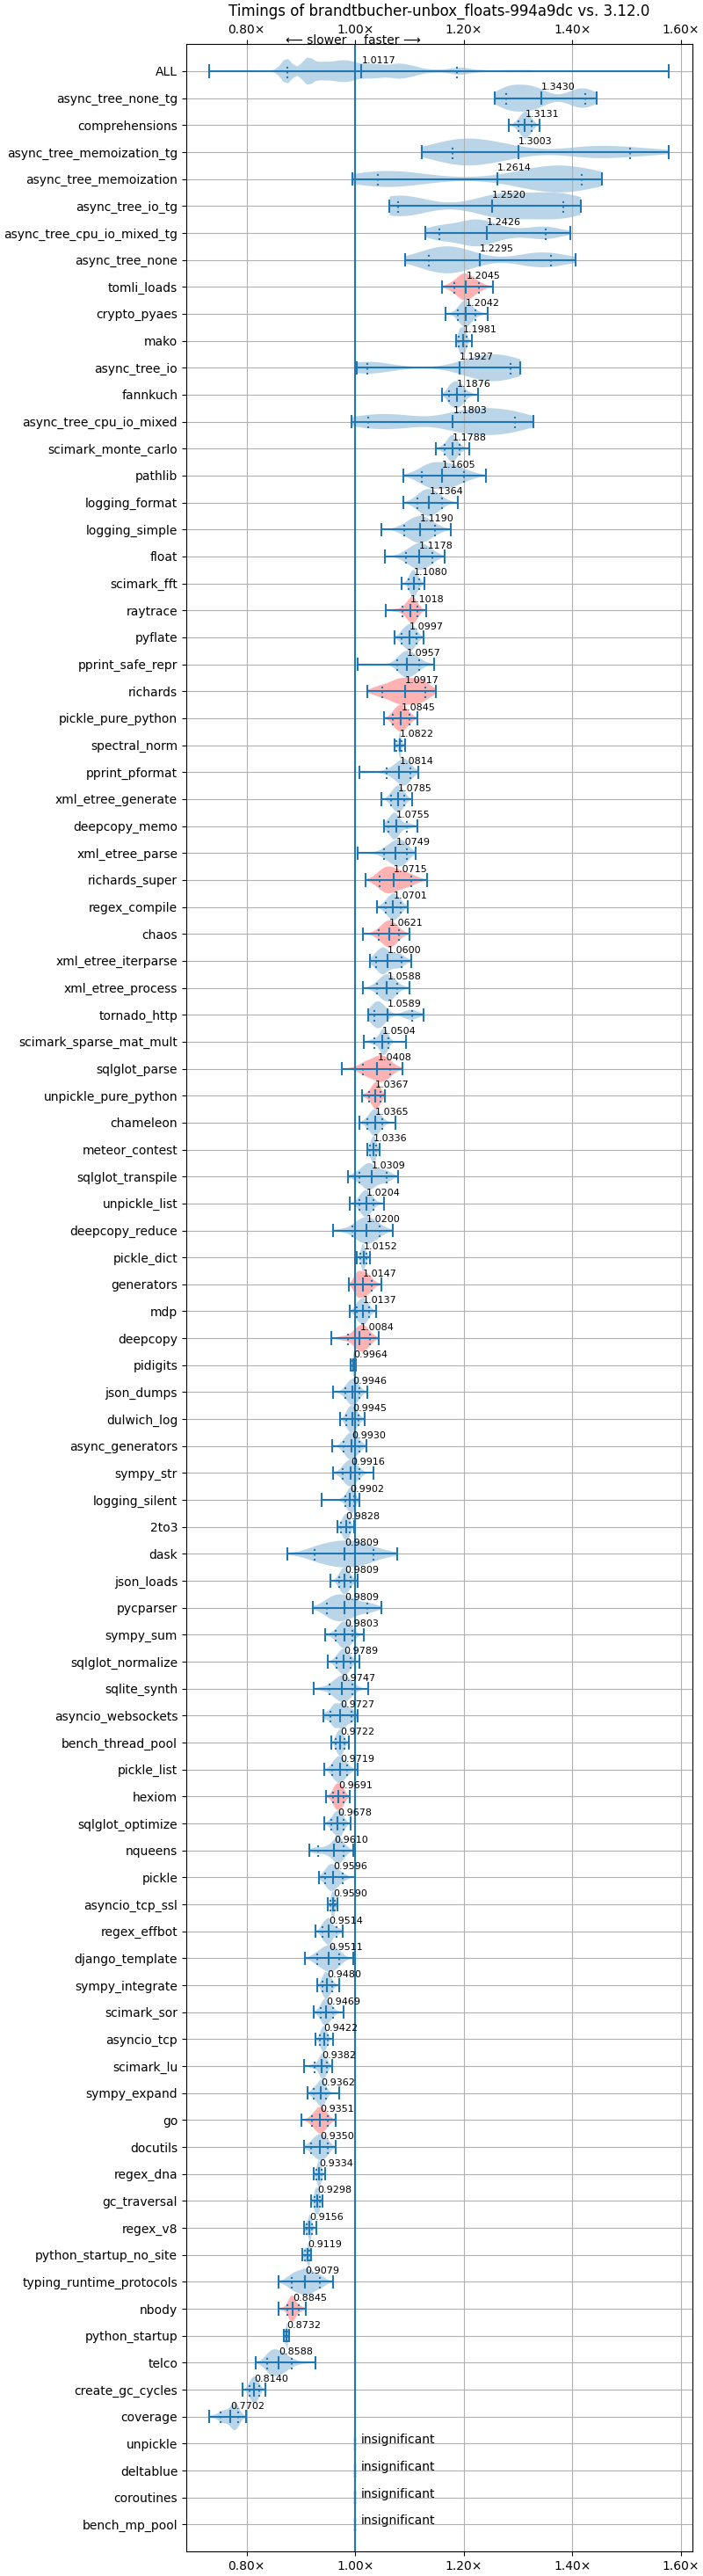 Timings of brandtbucher-unbox_floats-994a9dc vs. 3.12.0
0.80× 1.00× 1.20× 1.40× 1.60×
⟵ slower faster ⟶
ALL 1.0117
async_tree_none_tg 1.3430
comprehensions 1.3131
async_tree_memoization_tg 1.3003
async_tree_memoization 1.2614
async_tree_io_tg 1.2520
async_tree_cpu_io_mixed_tg 1.2426
async_tree_none 1.2295
tomli_loads 1.2045
crypto_pyaes 1.2042
mako 1.1981
async_tree_io 1.1927
fannkuch 1.1876
async_tree_cpu_io_mixed 1.1803
scimark_monte_carlo 1.1788
pathlib 1.1605
logging_format 1.1364
logging_simple 1.1190
float 1.1178
scimark_fft 1.1080
raytrace 1.1018
pyflate 1.0997
pprint_safe_repr 1.0957
richards 1.0917
pickle_pure_python 1.0845
spectral_norm 1.0822
pprint_pformat 1.0814
xml_etree_generate 1.0785
deepcopy_memo 1.0755
xml_etree_parse 1.0749
richards_super 1.0715
regex_compile 1.0701
chaos 1.0621
xml_etree_iterparse 1.0600
xml_etree_process 1.0588
tornado_http 1.0589
scimark_sparse_mat_mult 1.0504
sqlglot_parse 1.0408
unpickle_pure_python 1.0367
chameleon 1.0365
meteor_contest 1.0336
sqlglot_transpile 1.0309
unpickle_list 1.0204
deepcopy_reduce 1.0200
pickle_dict 1.0152
generators 1.0147
mdp 1.0137
deepcopy 1.0084
pidigits 0.9964
json_dumps 0.9946
dulwich_log 0.9945
async_generators 0.9930
sympy_str 0.9916
logging_silent 0.9902
2to3 0.9828
dask 0.9809
json_loads 0.9809
pycparser 0.9809
sympy_sum 0.9803
sqlglot_normalize 0.9789
sqlite_synth 0.9747
asyncio_websockets 0.9727
bench_thread_pool 0.9722
pickle_list 0.9719
hexiom 0.9691
sqlglot_optimize 0.9678
nqueens 0.9610
pickle 0.9596
asyncio_tcp_ssl 0.9590
regex_effbot 0.9514
django_template 0.9511
sympy_integrate 0.9480
scimark_sor 0.9469
asyncio_tcp 0.9422
scimark_lu 0.9382
sympy_expand 0.9362
go 0.9351
docutils 0.9350
regex_dna 0.9334
gc_traversal 0.9298
regex_v8 0.9156
python_startup_no_site 0.9119
typing_runtime_protocols 0.9079
nbody 0.8845
python_startup 0.8732
telco 0.8588
create_gc_cycles 0.8140
coverage 0.7702
unpickle insignificant
deltablue insignificant
coroutines insignificant
bench_mp_pool insignificant
0.80× 1.00× 1.20× 1.40× 1.60×